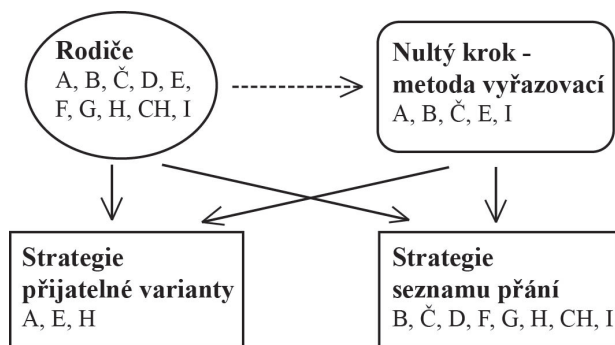 Rodiče
A, B, Č, D, E,
F, G, H, CH, I
Nultý krok -
metoda vyřazovací
A, B, Č, E, I
Strategie
přijatelné varianty
A, E, H
Strategie
seznamu přání
B, Č, D, F, G, H, CH, I